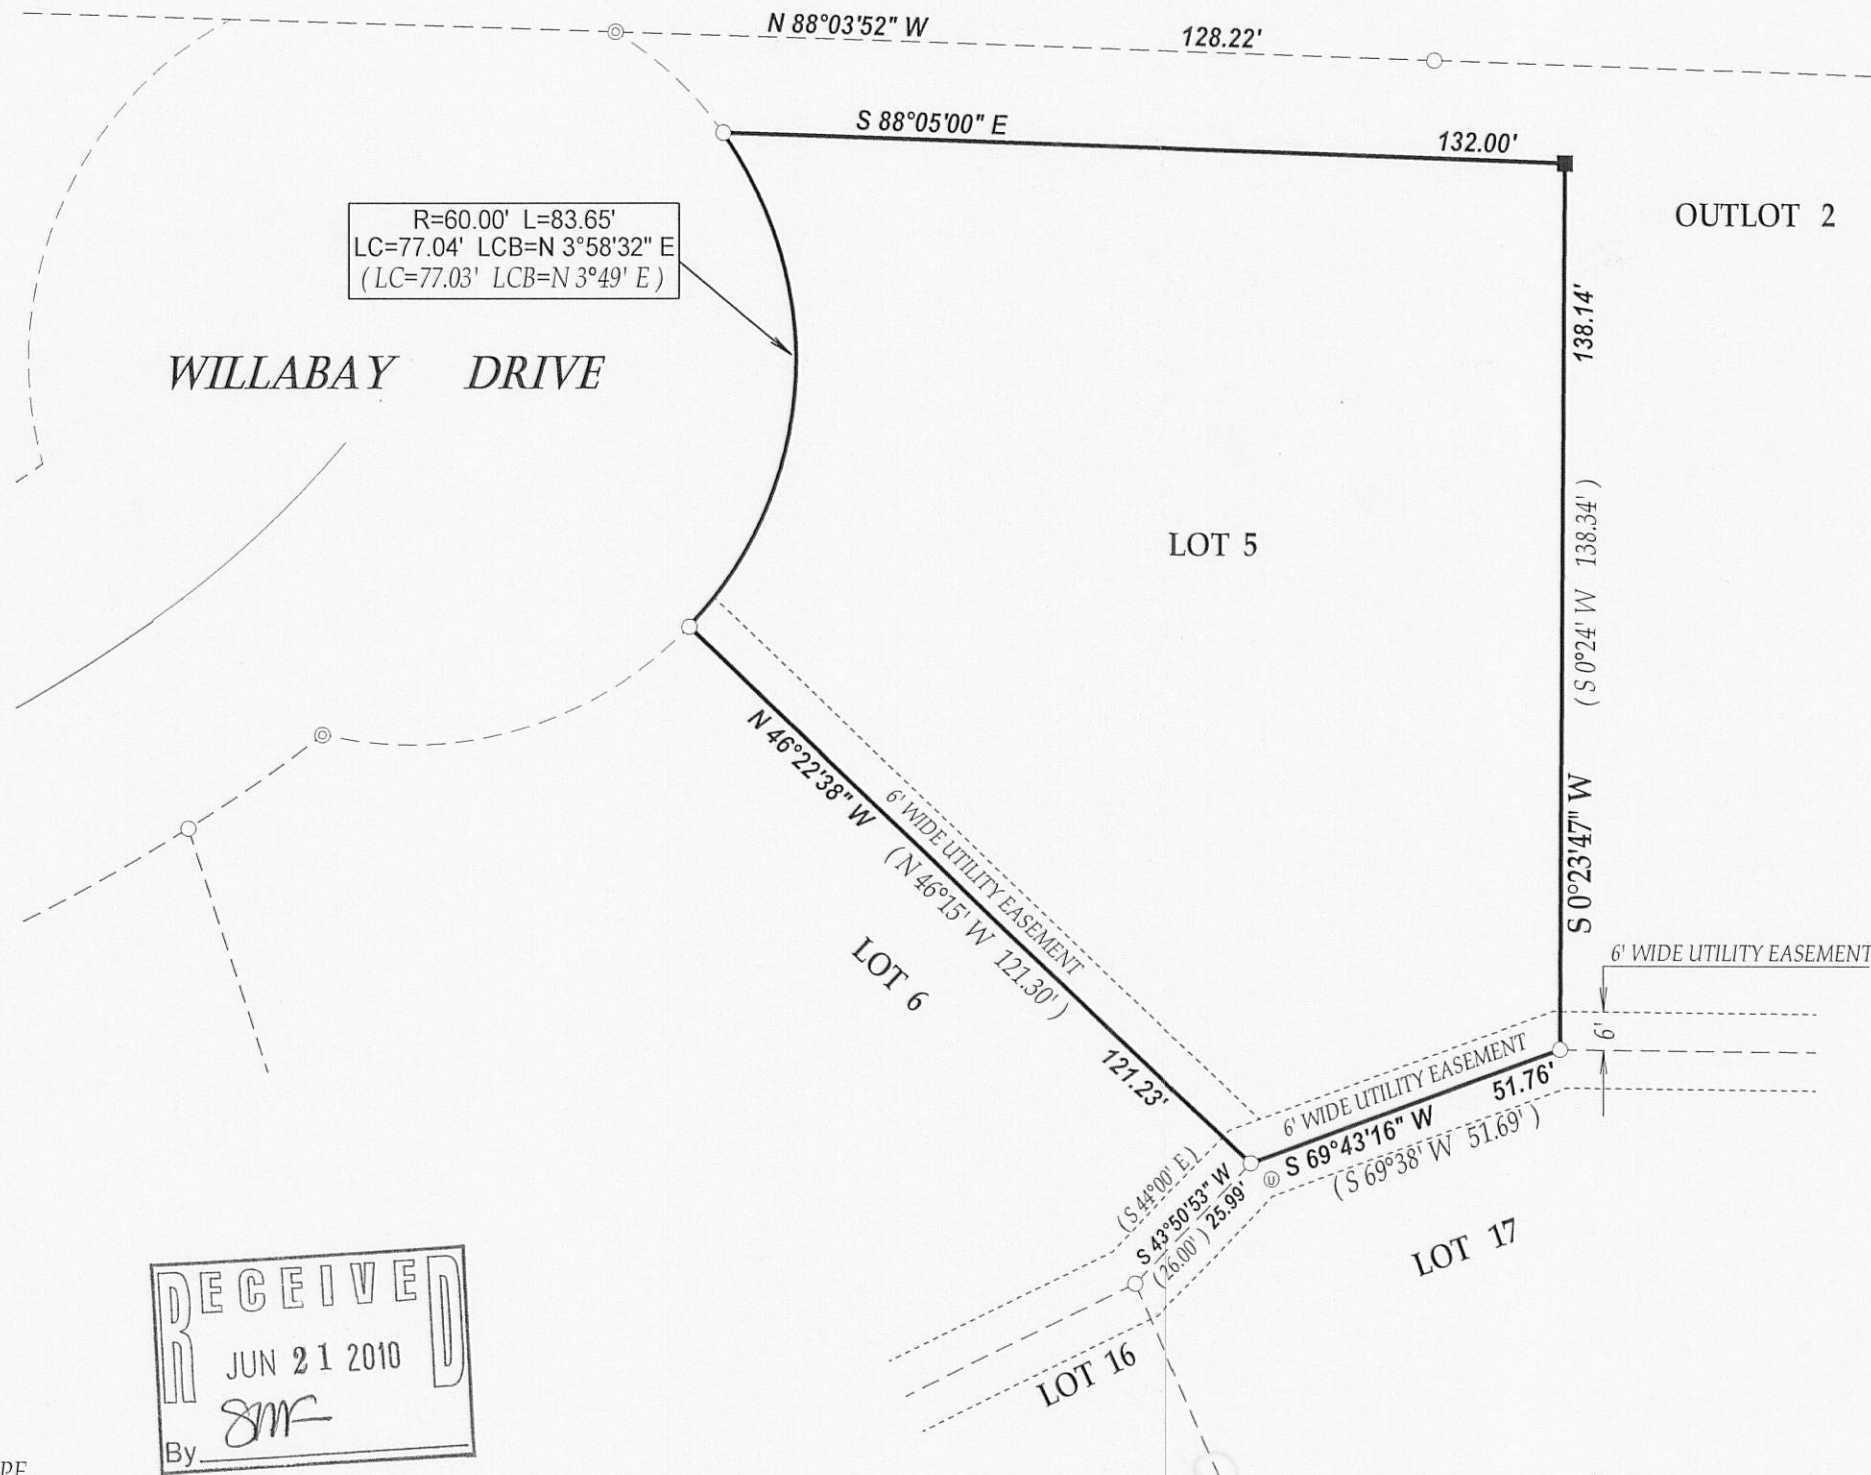 N 88°03'52" W 128.22'
S 88°05'00" E 132.00'
OUTLOT 2
R=60.00' L=83.65'
LC=77.04' LCB=N 3°58'32" E
( LC=77.03' LCB=N 3°49' E )
WILLABAY DRIVE
138.14'
( S 0°24' W 138.34' )
S 0°23'47" W
LOT 5
N 46°22'38" W
121.23'
( N 46°15' W 121.30' )
6' WIDE UTILITY EASEMENT
LOT 6
6' WIDE UTILITY EASEMENT
6'
6' WIDE UTILITY EASEMENT
51.76'
S 69°43'16" W
( S 69°38' W 51.69' )
U
( S 44°00' E )
S 43°50'53" W
25.99'
( 26.00' )
LOT 17
LOT 16
RECEIVED
JUN 21 2010
By